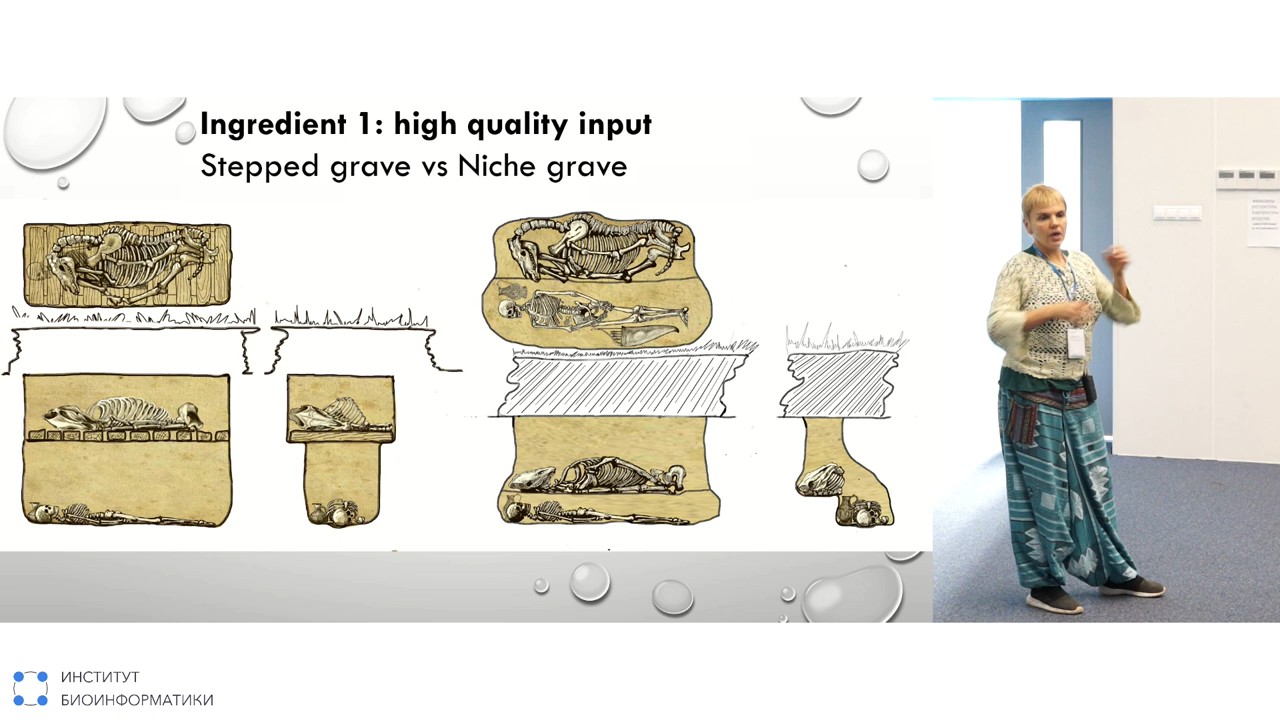 Ingredient 1: high quality input
Stepped grave vs Niche grave
ИНСТИТУТ
БИОИНФОРМАТИКИ